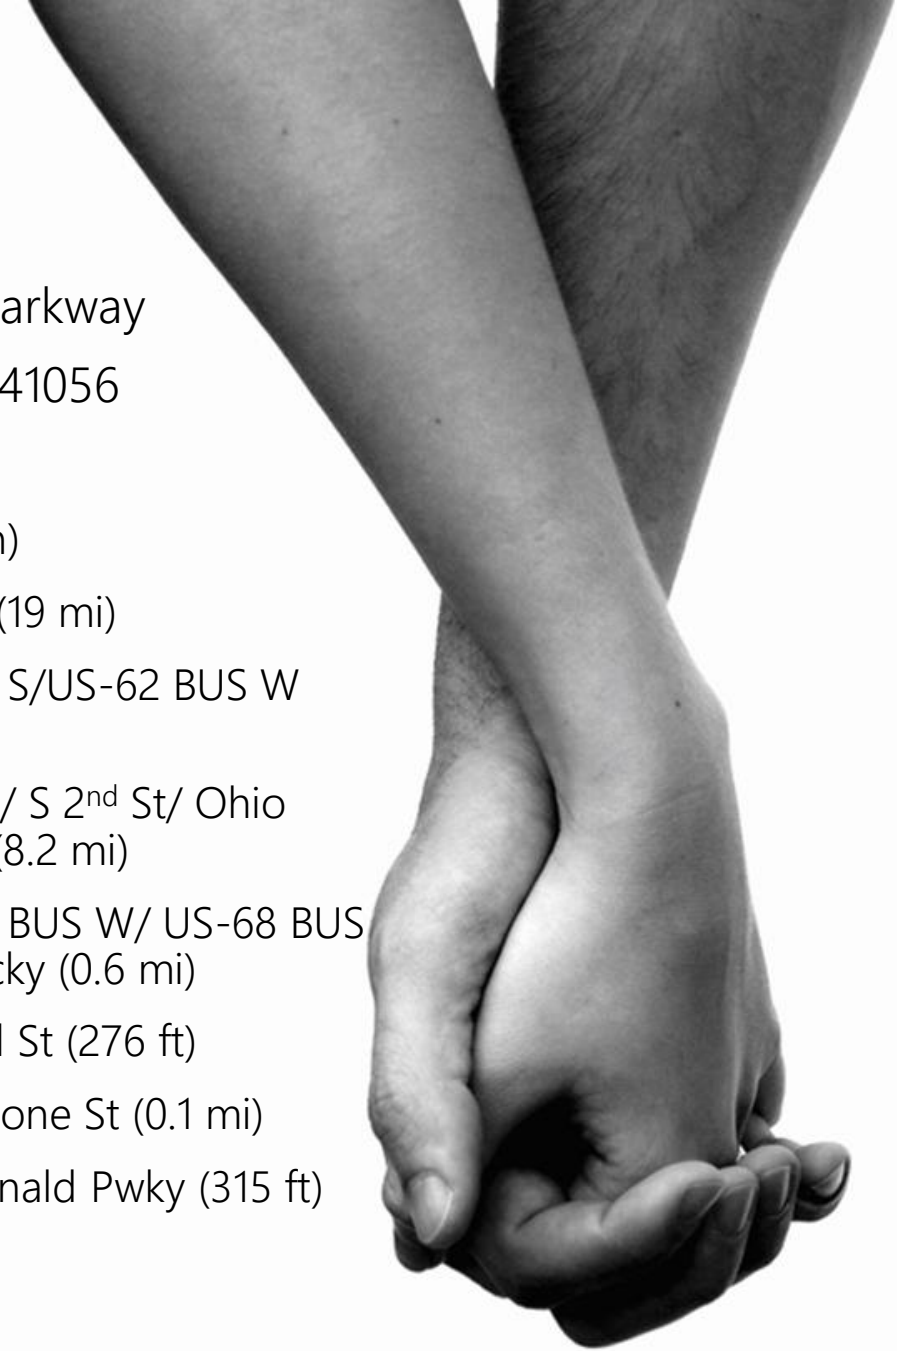 arkway
41056
)
(19 mi)
S/US-62 BUS W
/ S 2nd St/ Ohio
(8.2 mi)
BUS W/ US-68 BUS
cky (0.6 mi)
St (276 ft)
one St (0.1 mi)
nald Pwky (315 ft)